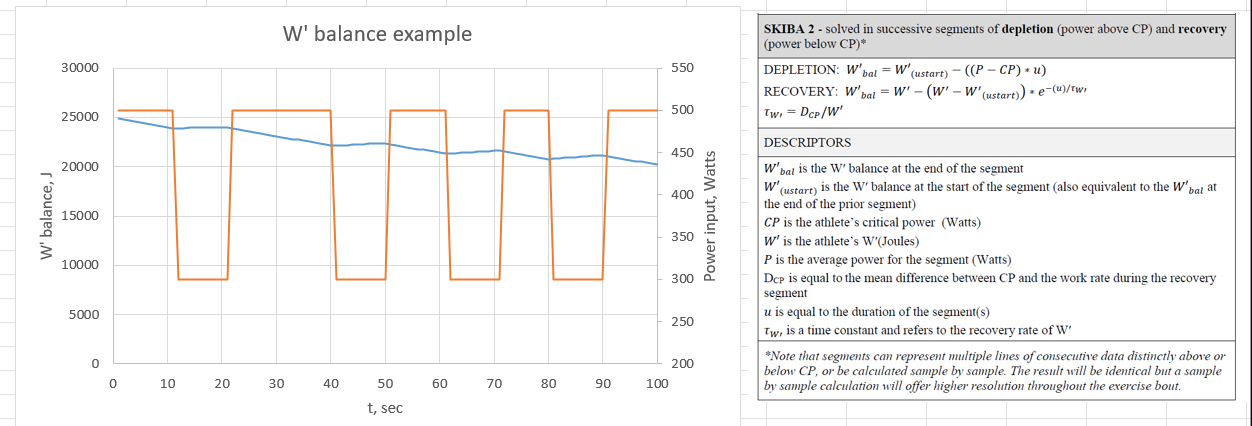 W' balance example
30000
25000
20000
15000
10000
5000
0
W' balance, J
550
500
450
400
350
300
250
200
Power input, Watts
0 10 20 30 40 50 60 70 80 90 100
t, sec
SKIBA 2 - solved in successive segments of depletion (power above CP) and recovery
(power below CP)*
DEPLETION: W'bal = W'(ustart) − ((P − CP) * u)
RECOVERY: W'bal = W' − (W' − W'(ustart)) * e^−(u)/τW'
τW' = DCP/W'
DESCRIPTORS
W'bal is the W' balance at the end of the segment
W'(ustart) is the W' balance at the start of the segment (also equivalent to the W'bal at
the end of the prior segment)
CP is the athlete's critical power (Watts)
W' is the athlete's W'(Joules)
P is the average power for the segment (Watts)
DCP is equal to the mean difference between CP and the work rate during the recovery
segment
u is equal to the duration of the segment(s)
τW' is a time constant and refers to the recovery rate of W'
*Note that segments can represent multiple lines of consecutive data distinctly above or
below CP, or be calculated sample by sample. The result will be identical but a sample
by sample calculation will offer higher resolution throughout the exercise bout.